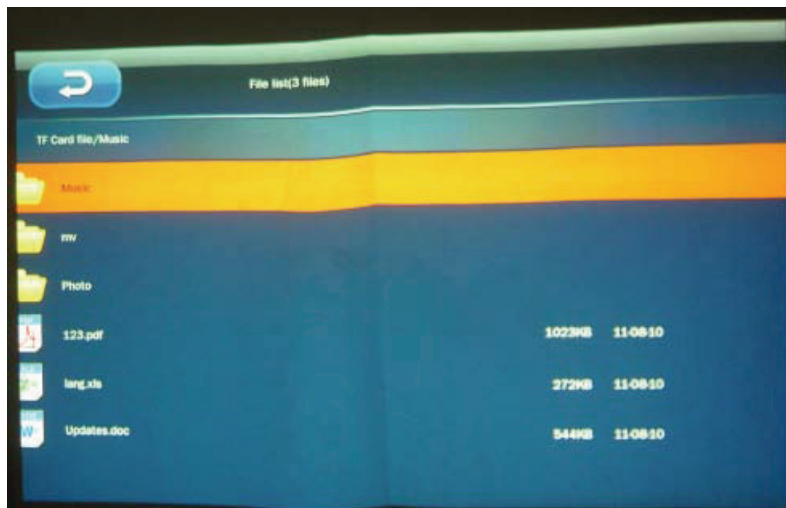 File list(3 files)
TF Card file/Music
Music
mv
Photo
123.pdf 1023KB 11-08-10
lang.xls 272KB 11-08-10
Updates.doc 544KB 11-08-10